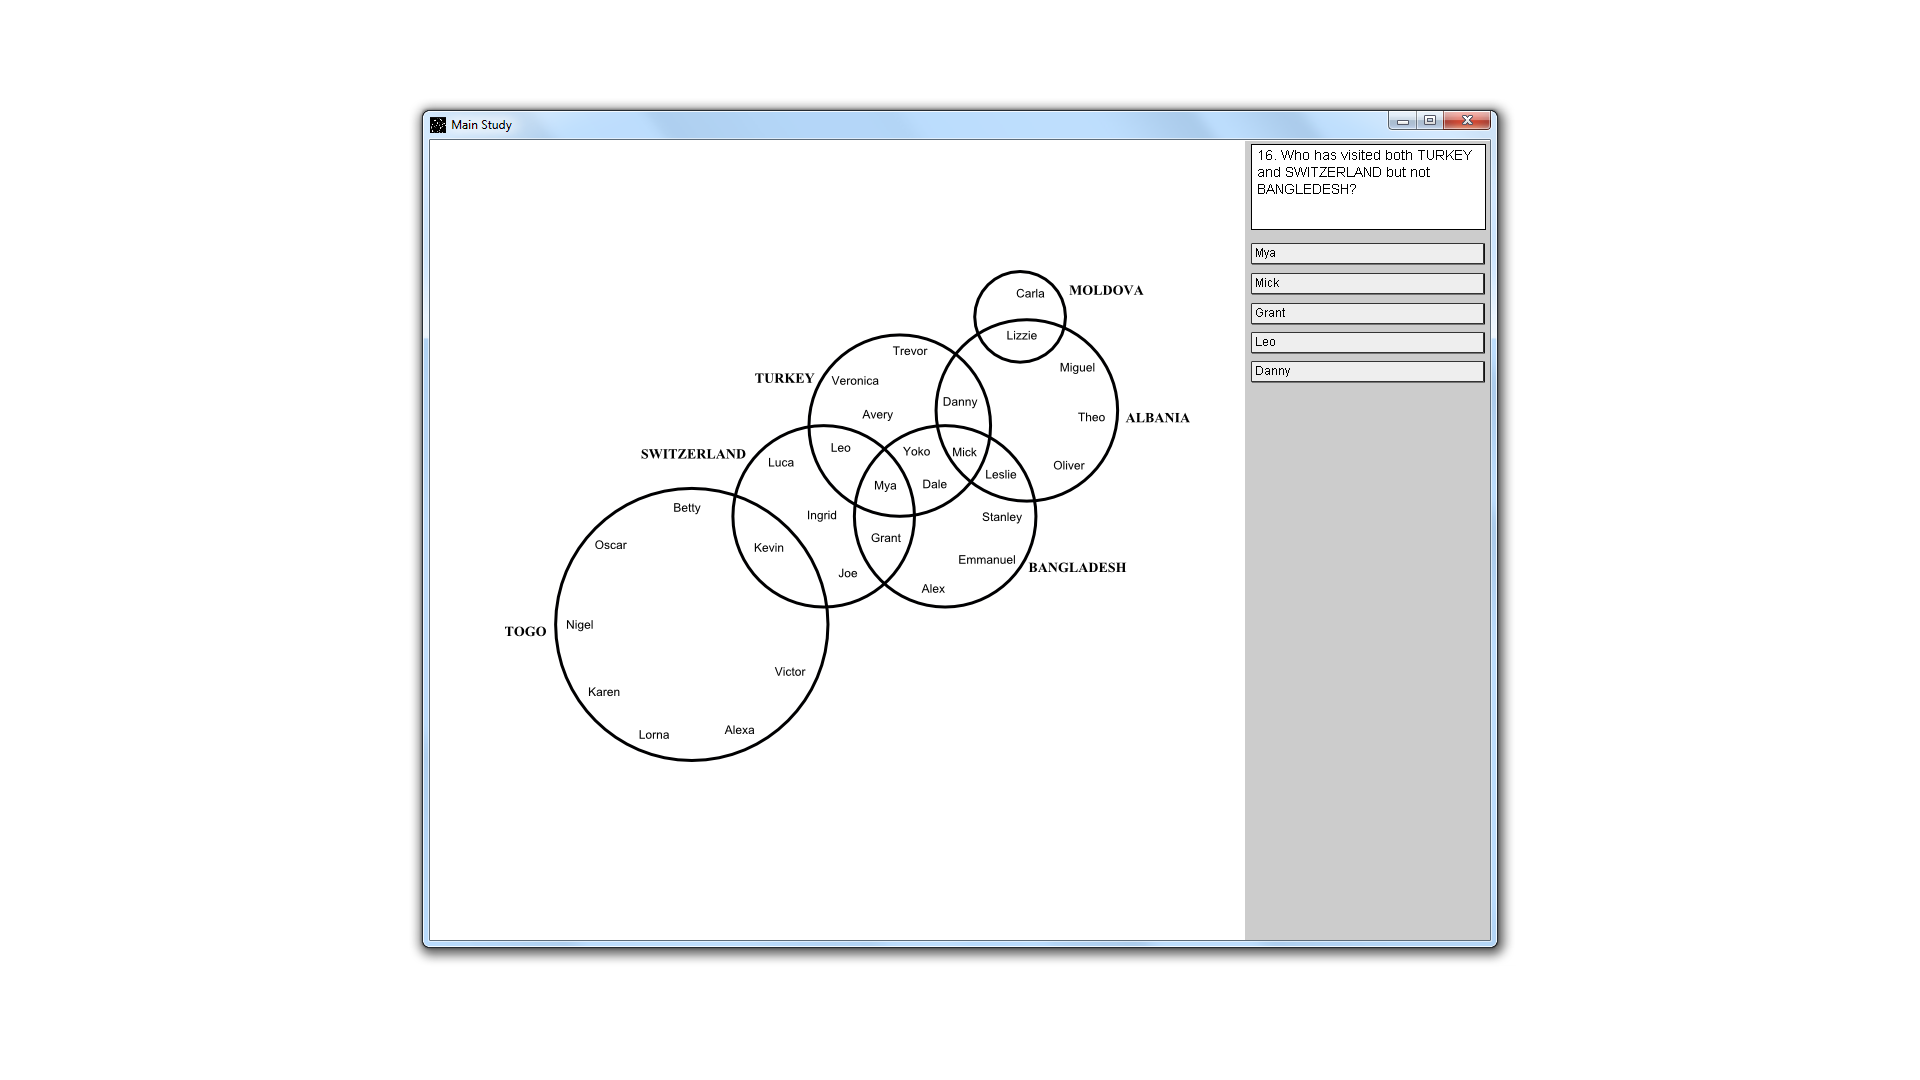 Main Study
16. Who has visited both TURKEY
and SWITZERLAND but not
BANGLEDESH?
Mya
Mick
Grant
Leo
Danny
Carla
MOLDOVA
Lizzie
Trevor
Miguel
TURKEY
Veronica
Danny
Avery
Theo
ALBANIA
SWITZERLAND
Leo
Yoko
Mick
Luca
Oliver
Leslie
Mya
Dale
Betty
Ingrid
Stanley
Grant
Oscar
Kevin
Emmanuel
BANGLADESH
Joe
Alex
TOGO
Nigel
Victor
Karen
Lorna
Alexa